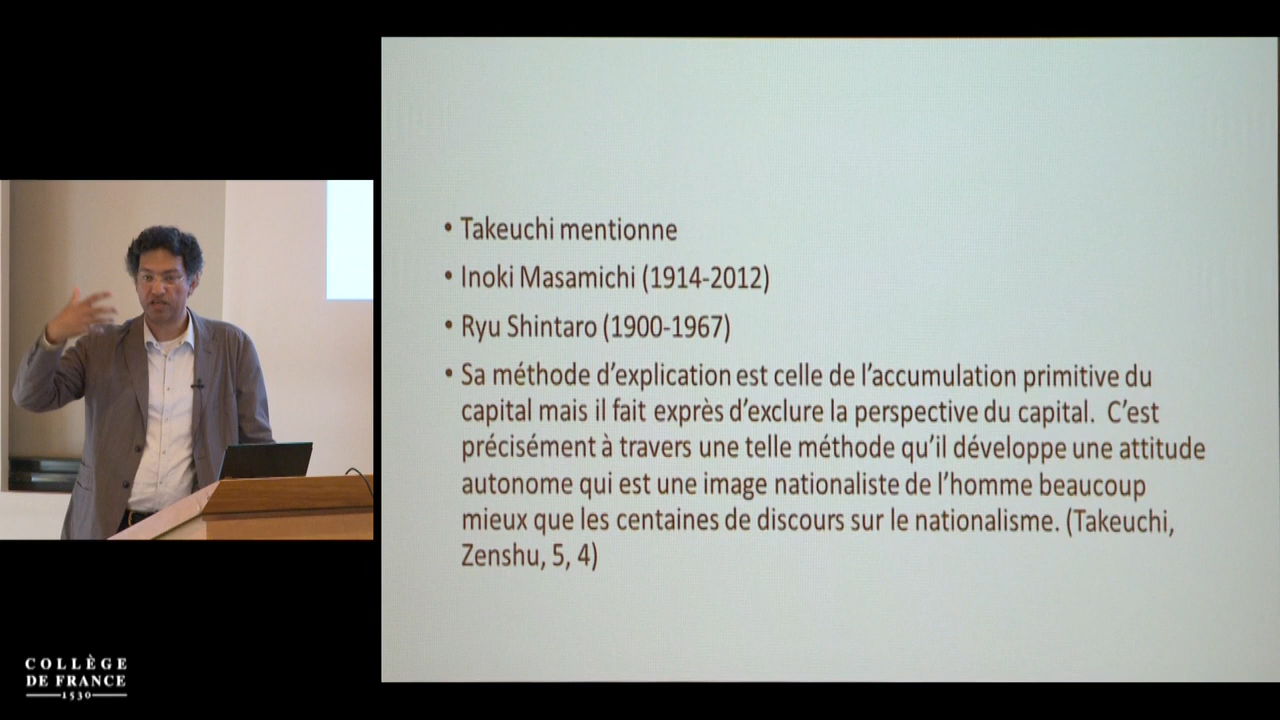 • Takeuchi mentionne
• Inoki Masamichi (1914-2012)
• Ryu Shintaro (1900-1967)
• Sa méthode d’explication est celle de l’accumulation primitive du
capital mais il fait exprès d’exclure la perspective du capital. C’est
précisément à travers une telle méthode qu’il développe une attitude
autonome qui est une image nationaliste de l’homme beaucoup
mieux que les centaines de discours sur le nationalisme. (Takeuchi,
Zenshu, 5, 4)
COLLÈGE
DE FRANCE
1530